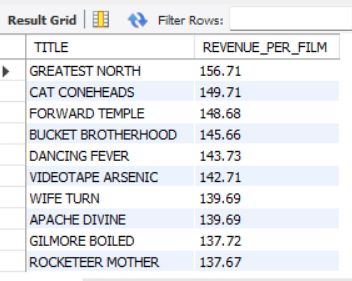 Result Grid Filter Rows:
TITLE REVENUE_PER_FILM
GREATEST NORTH 156.71
CAT CONEHEADS 149.71
FORWARD TEMPLE 148.68
BUCKET BROTHERHOOD 145.66
DANCING FEVER 143.73
VIDEOTAPE ARSENIC 142.71
WIFE TURN 139.69
APACHE DIVINE 139.69
GILMORE BOILED 137.72
ROCKETEER MOTHER 137.67